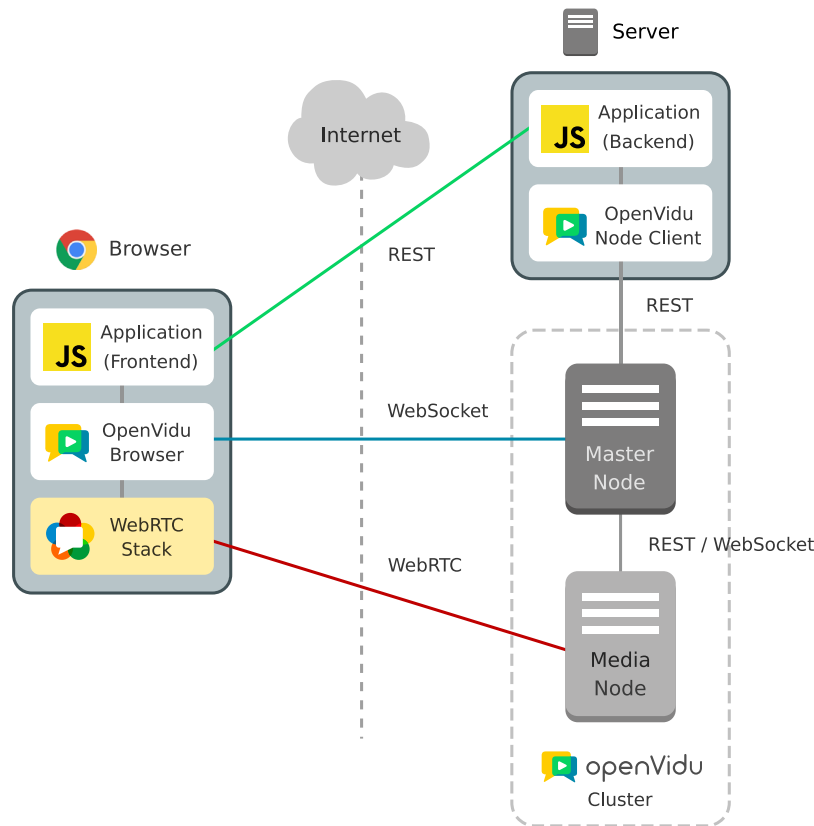 Server
Internet
JS
Application
(Backend)
OpenVidu
Node Client
Browser
REST
REST
JS
Application
(Frontend)
OpenVidu
Browser
WebRTC
Stack
WebSocket
Master
Node
REST / WebSocket
WebRTC
Media
Node
openVidu
Cluster